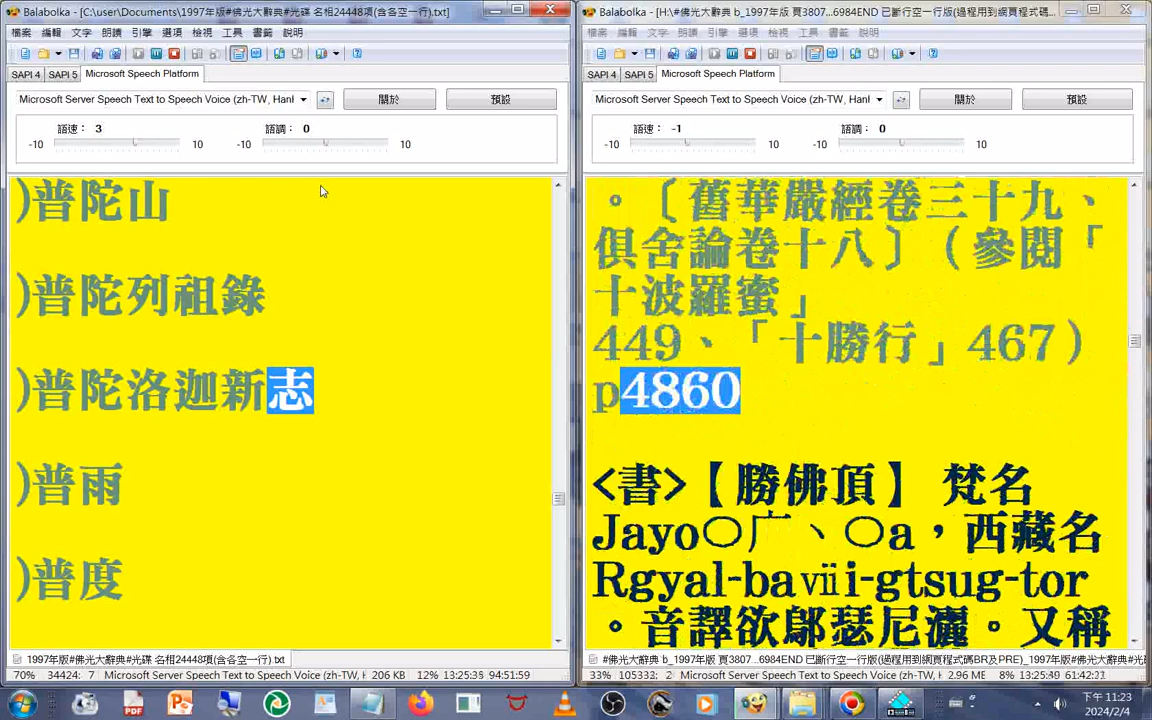 Balabolka - [C:\user\Documents\1997年版#佛光大辭典#光碟 名相24448項(含各空一行).txt]
檔案 編輯 文字 朗讀 引擎 選項 檢視 工具 書籤 說明
SAPI 4 SAPI 5 Microsoft Speech Platform
Microsoft Server Speech Text to Speech Voice (zh-TW, Hanl
關於
預設
語速： 3
語調： 0
-10 10 -10 10
)普陀山
)普陀列祖錄
)普陀洛迦新志
)普雨
)普度
1997年版#佛光大辭典#光碟 名相24448項(含各空一行).txt
70% 34424: 7 Microsoft Server Speech Text to Speech Voice (zh-TW, H 206 KB 12% 13:25:35 94:51:59
Balabolka - [H:\#佛光大辭典 b_1997年版 頁3807...6984END 已斷行空一行版(過程用到網頁程式碼...
檔案 編輯 文字 朗讀 引擎 選項 檢視 工具 書籤 說明
SAPI 4 SAPI 5 Microsoft Speech Platform
Microsoft Server Speech Text to Speech Voice (zh-TW, Hanl
關於
預設
語速： -1
語調： 0
-10 10 -10 10
。〔舊華嚴經卷三十九、
俱舍論卷十八〕（參閱「
十波羅蜜」
449、「十勝行」467）
p4860
<書>【勝佛頂】 梵名
Jayo〇广、〇a，西藏名
Rgyal-baⅶi-gtsug-tor
。音譯欲鄔瑟尼灑。又稱
#佛光大辭典 b_1997年版 頁3807...6984END 已斷行空一行版(過程用到網頁程式碼BR及PRE)_1997年版#光
33% 105332: Microsoft Server Speech Text to Speech Voice (zh-TW, H 2.96 MB 8% 13:25:49 61:42:27
下午 11:23
2024/2/4